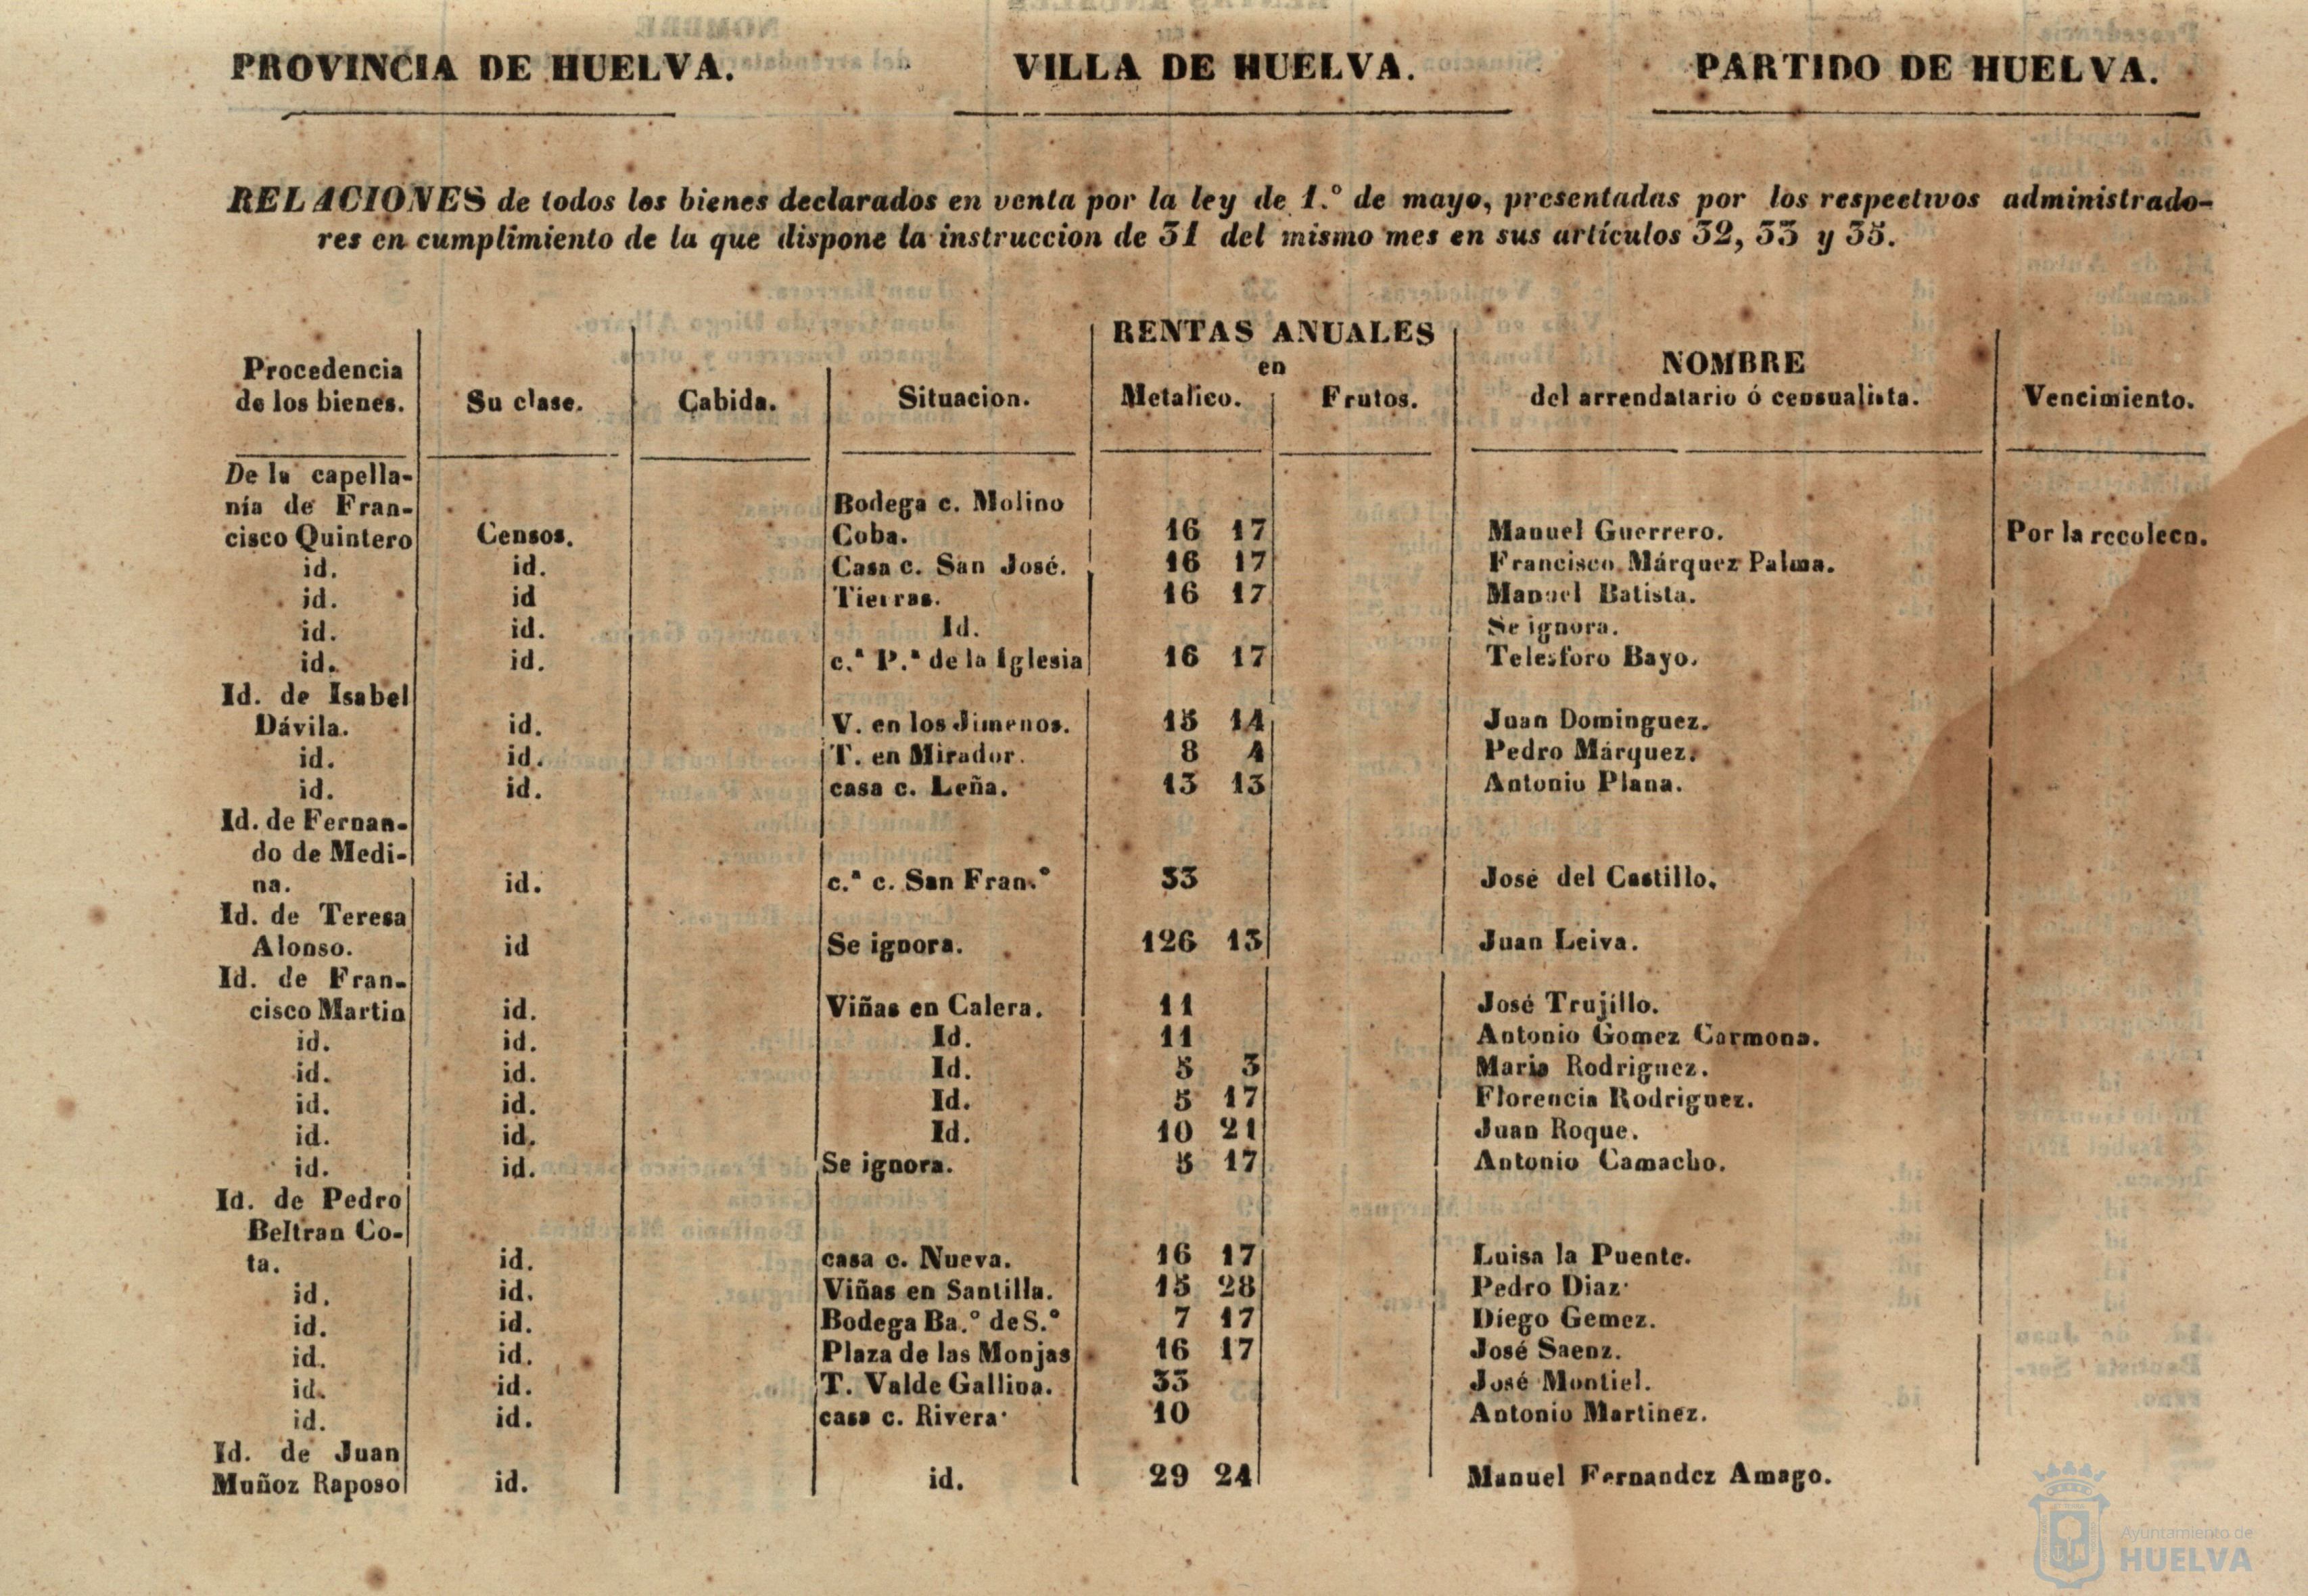 PROVINCIA DE HUELVA. VILLA DE HUELVA. PARTIDO DE HUELVA.
RELACIONES de todos los bienes declarados en venta por la ley de 1.º de mayo, presentadas por los respectivos administrado-
res en cumplimiento de la que dispone la instruccion de 31 del mismo mes en sus artículos 32, 33 y 35.
RENTAS ANUALES
en
Procedencia de los bienes. Su clase. Cabida. Situacion. Metalico. Frutos. NOMBRE del arrendatario ó censualista. Vencimiento.
De la capella-
nía de Fran- Bodega c. Molino
cisco Quintero Censos. Coba. 16 17 Manuel Guerrero. Por la recolecn.
id. id. Casa c. San José. 16 17 Francisco Márquez Palma.
id. id Tierras. 16 17 Manuel Batista.
id. id. Id. Se ignora.
id. id. c.ª P.ª de la Iglesia 16 17 Telesforo Bayo.
Id. de Isabel
Dávila. id. V. en los Jimenos. 15 14 Juan Dominguez.
id. id. T. en Mirador. 8 4 Pedro Márquez.
id. id. casa c. Leña. 13 13 Antonio Plana.
Id. de Fernan-
do de Medi-
na. id. c.ª c. San Fran.º 33 José del Castillo.
Id. de Teresa
Alonso. id Se ignora. 126 13 Juan Leiva.
Id. de Fran-
cisco Martin id. Viñas en Calera. 11 José Trujillo.
id. id. Id. 11 Antonio Gomez Carmona.
id. id. Id. 5 3 Maria Rodriguez.
id. id. Id. 5 17 Florencia Rodriguez.
id. id. Id. 10 21 Juan Roque.
id. id. Se ignora. 5 17 Antonio Camacho.
Id. de Pedro
Beltran Co-
ta. id. casa c. Nueva. 16 17 Luisa la Puente.
id. id. Viñas en Santilla. 15 28 Pedro Diaz.
id. id. Bodega Ba.º de S.º 7 17 Diego Gemez.
id. id. Plaza de las Monjas 16 17 José Saenz.
id. id. T. Valde Gallina. 33 José Montiel.
id. id. casa c. Rivera. 10 Antonio Martinez.
Id. de Juan
Muñoz Raposo id. id. 29 24 Manuel Fernandez Amago.
Ayuntamiento de
HUELVA